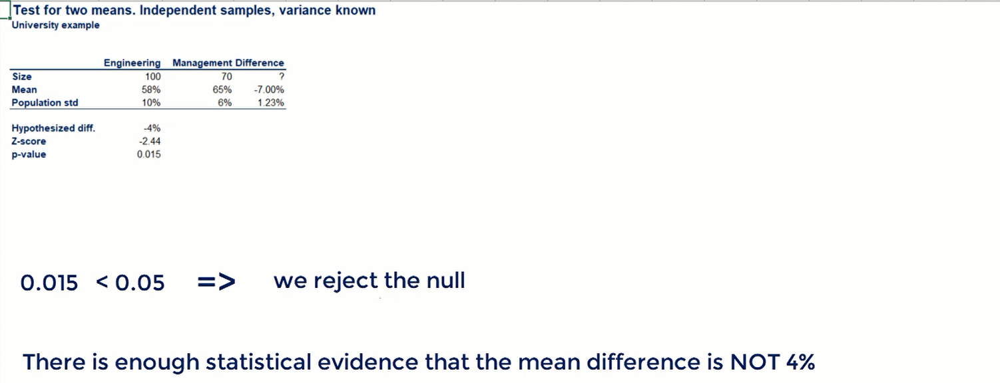 Test for two means. Independent samples, variance known
University example
Engineering Management Difference
Size 100 70 ?
Mean 58% 65% -7.00%
Population std 10% 6% 1.23%
Hypothesized diff. -4%
Z-score -2.44
p-value 0.015
0.015 < 0.05 => we reject the null
There is enough statistical evidence that the mean difference is NOT 4%